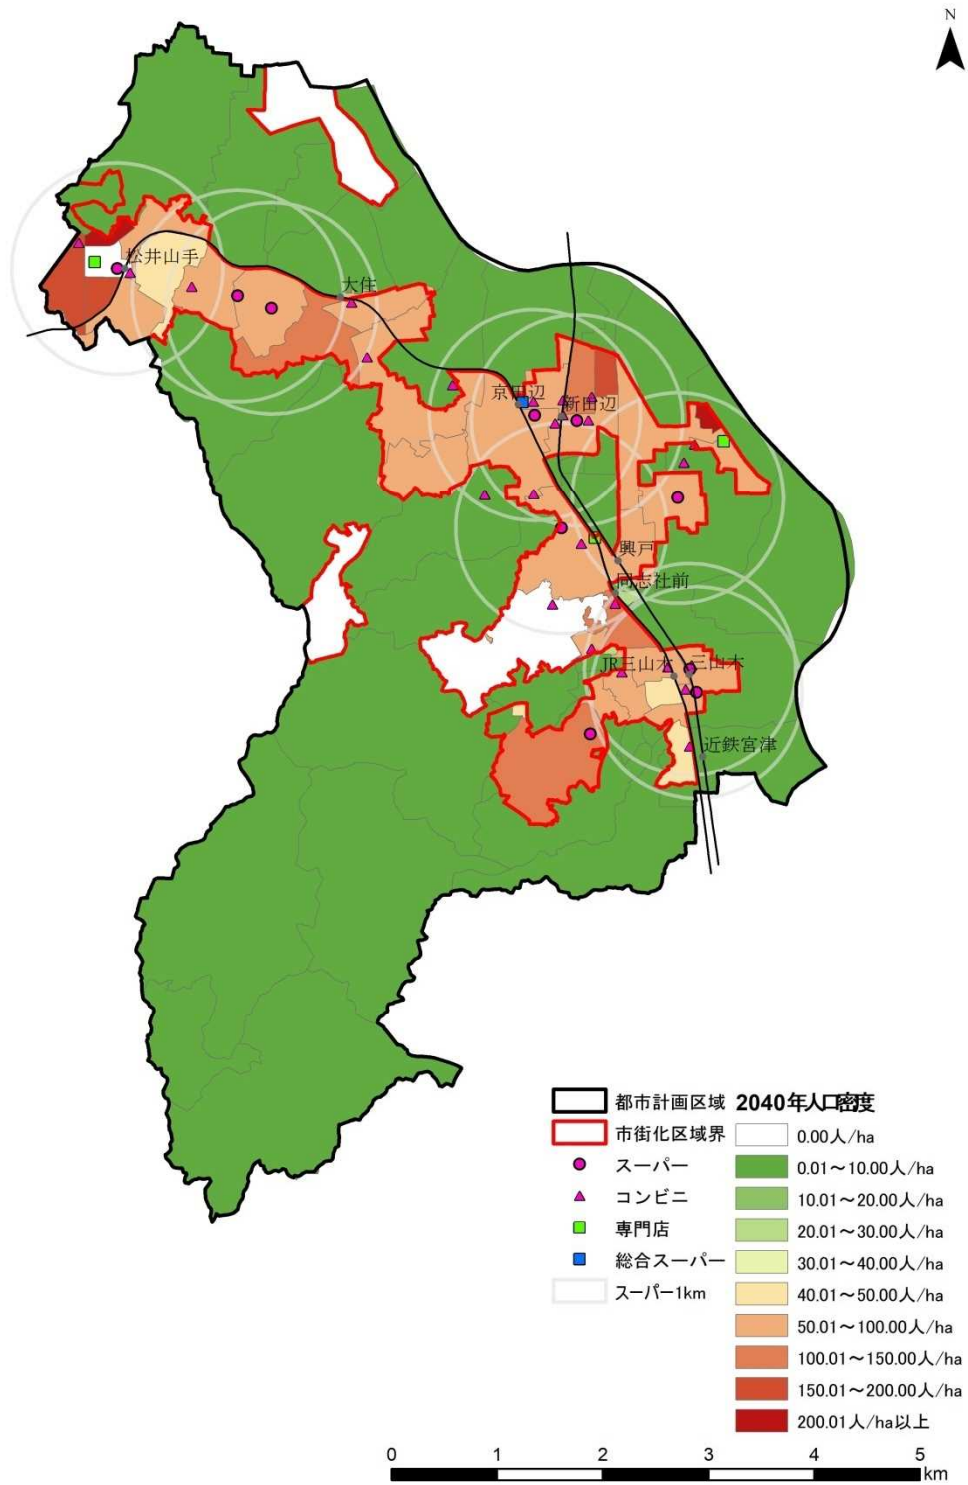 N
松井山手
大住
京田辺
新田辺
興戸
同志社前
JR三山木
三山木
近鉄宮津
都市計画区域
市街化区域界
スーパー
コンビニ
専門店
総合スーパー
スーパー1km
2040年人口密度
0.00人/ha
0.01～10.00人/ha
10.01～20.00人/ha
20.01～30.00人/ha
30.01～40.00人/ha
40.01～50.00人/ha
50.01～100.00人/ha
100.01～150.00人/ha
150.01～200.00人/ha
200.01人/ha以上
0 1 2 3 4 5
km